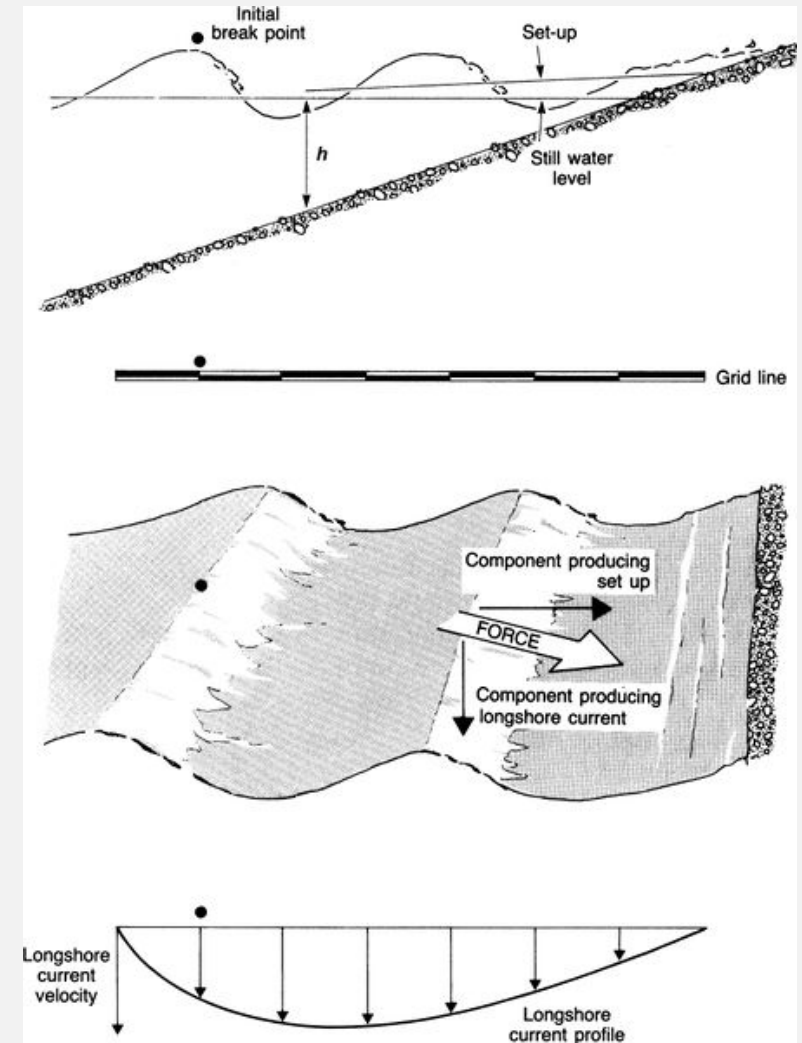 Initial
break point
Set-up
h
Still water
level
Grid line
Component producing
set up
FORCE
Component producing
longshore current
Longshore
current
velocity
Longshore
current profile